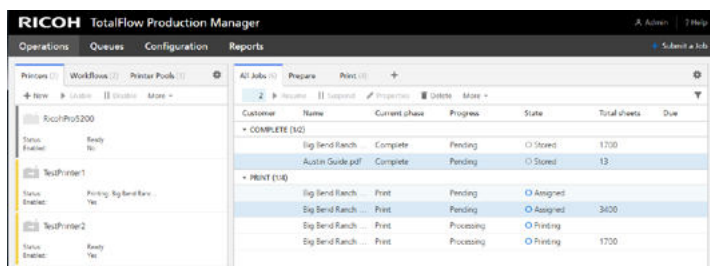 RICOH TotalFlow Production Manager
Admin ? Help
Operations Queues Configuration Reports
Submit a Job
Printers Workflows (2) Printer Pools
All Jobs Prepare Print +
+ New Enable Disable More
2 Resume Suspend Properties Delete More
Customer Name Current phase Progress State Total sheets Due
RicohPro5200
Status: Ready
Enabled: No
COMPLETE (1/2)
Big Bend Ranch ... Complete Pending Stored 1700
Austin Guide.pdf Complete Pending Stored 13
TestPrinter1
Status: Printing: Big Bend Ranc...
Enabled: Yes
PRINT (1/4)
Big Bend Ranch ... Print Pending Assigned
Big Bend Ranch ... Print Pending Assigned 3400
TestPrinter2
Status: Ready
Enabled: Yes
Big Bend Ranch ... Print Processing Printing
Big Bend Ranch ... Print Processing Printing 1700